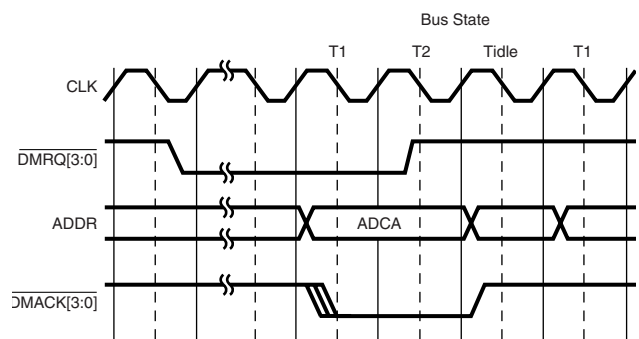 Bus State
T1 T2 Tidle T1
CLK
DMRQ[3:0]
ADDR
ADCA
DMACK[3:0]